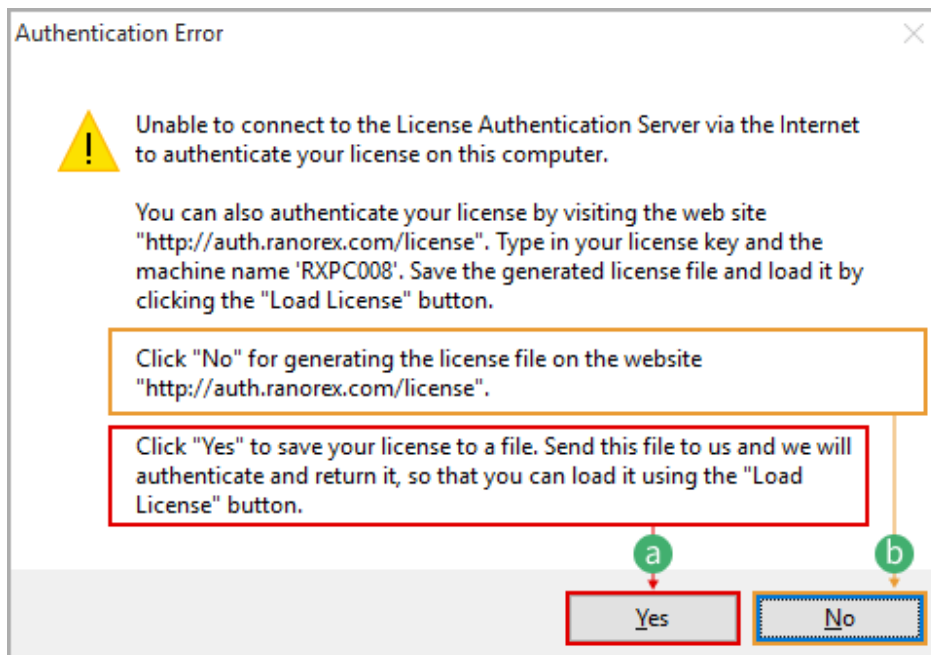 Authentication Error
!
Unable to connect to the License Authentication Server via the Internet
to authenticate your license on this computer.
You can also authenticate your license by visiting the web site
"http://auth.ranorex.com/license". Type in your license key and the
machine name 'RXPC008'. Save the generated license file and load it by
clicking the "Load License" button.
Click "No" for generating the license file on the website
"http://auth.ranorex.com/license".
Click "Yes" to save your license to a file. Send this file to us and we will
authenticate and return it, so that you can load it using the "Load
License" button.
a b
Yes No